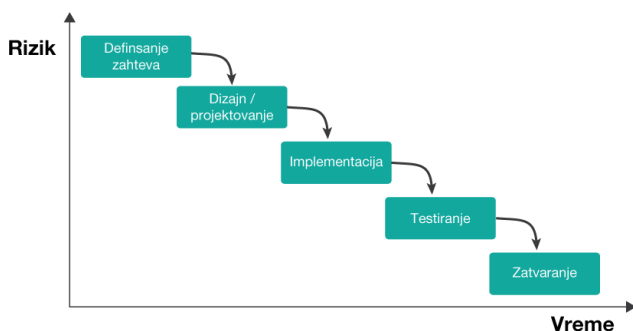 Rizik
Definsanje
zahteva
Dizajn /
projektovanje
Implementacija
Testiranje
Zatvaranje
Vreme